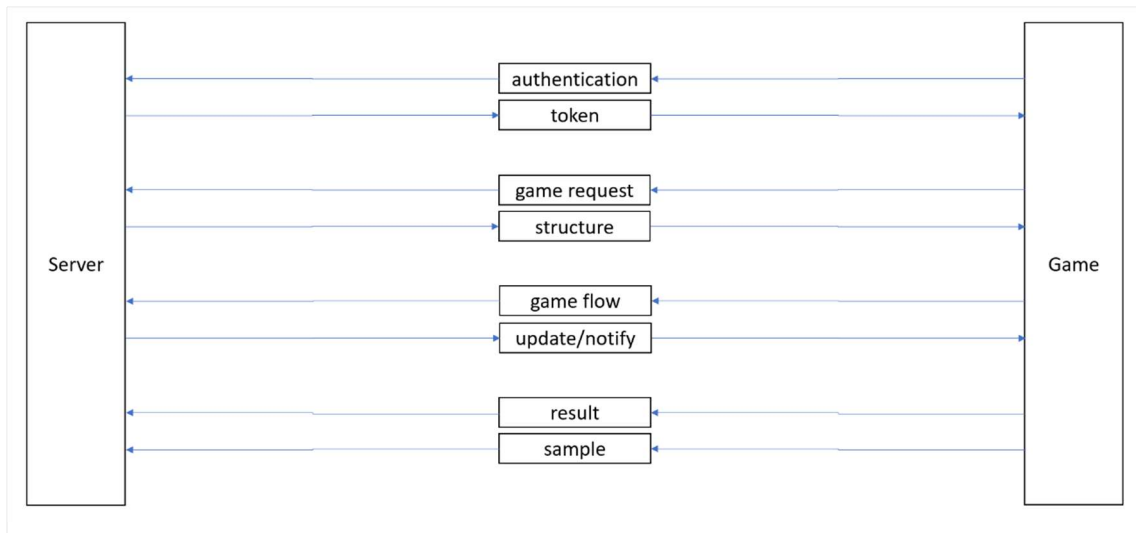 authentication
token
game request
structure
Server
Game
game flow
update/notify
result
sample